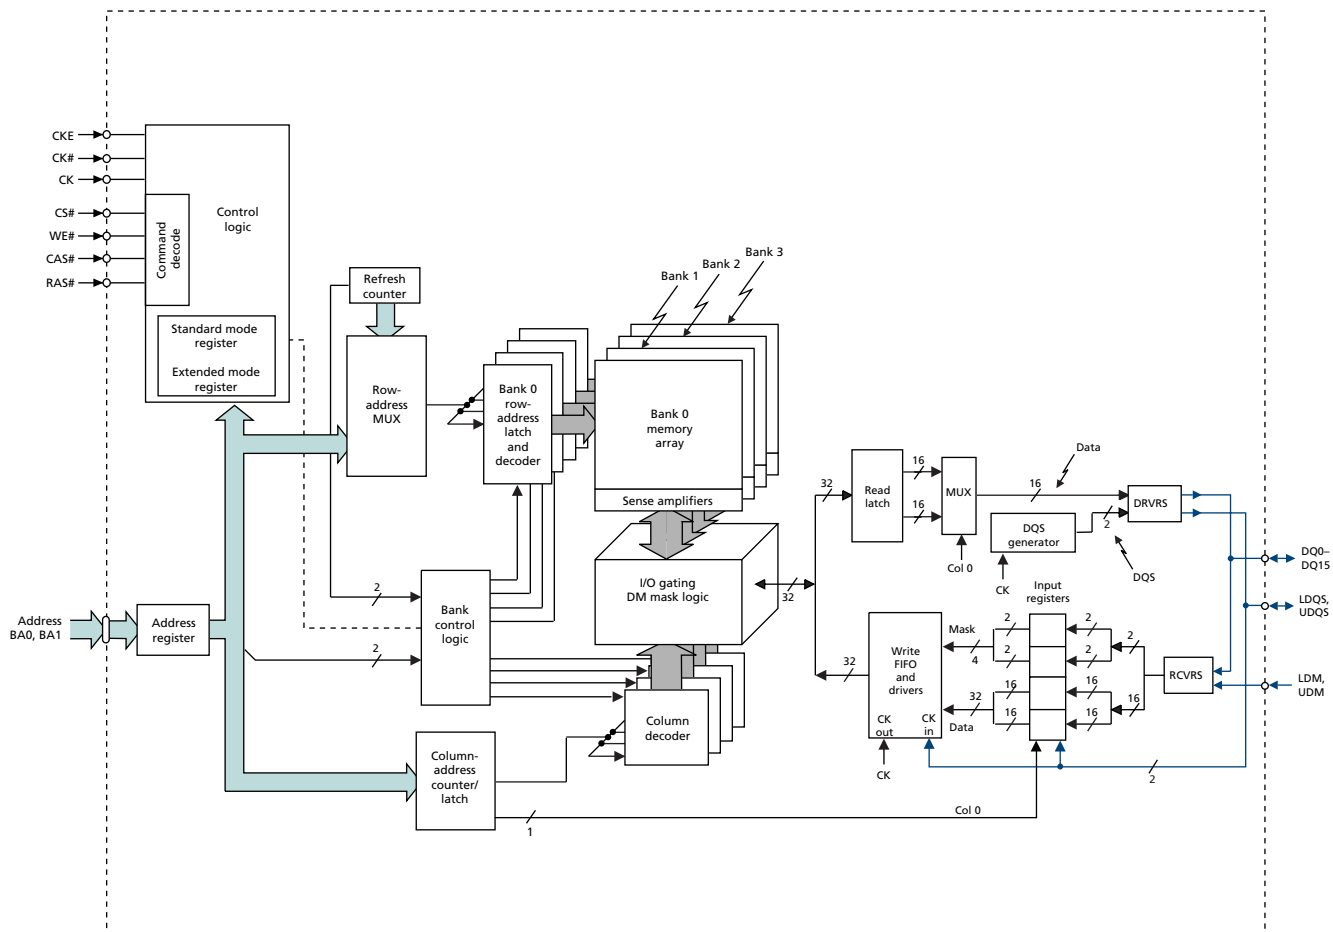 CKE
CK#
CK
CS#
WE#
CAS#
RAS#
Command
decode
Control
logic
Standard mode
register
Extended mode
register
Refresh
counter
Row-
address
MUX
Bank 0
row-
address
latch
and
decoder
Bank 1
Bank 2
Bank 3
Bank 0
memory
array
Sense amplifiers
I/O gating
DM mask logic
Address
BA0, BA1
Address
register
2
2
Bank
control
logic
Column
decoder
Column-
address
counter/
latch
1
Col 0
32
32
32
Read
latch
16
16
MUX
Col 0
16
Data
DQS
generator
CK
2
DQS
DRVRS
DQ0–
DQ15
LDQS,
UDQS
LDM,
UDM
Input
registers
Write
FIFO
and
drivers
CK
out
CK
in
CK
Mask
4
32
Data
2
2
16
16
2
2
16
16
2
16
RCVRS
2